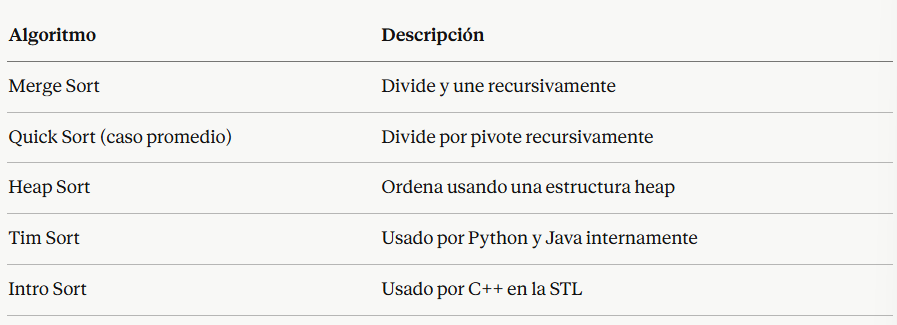 Algoritmo Descripción
Merge Sort Divide y une recursivamente
Quick Sort (caso promedio) Divide por pivote recursivamente
Heap Sort Ordena usando una estructura heap
Tim Sort Usado por Python y Java internamente
Intro Sort Usado por C++ en la STL